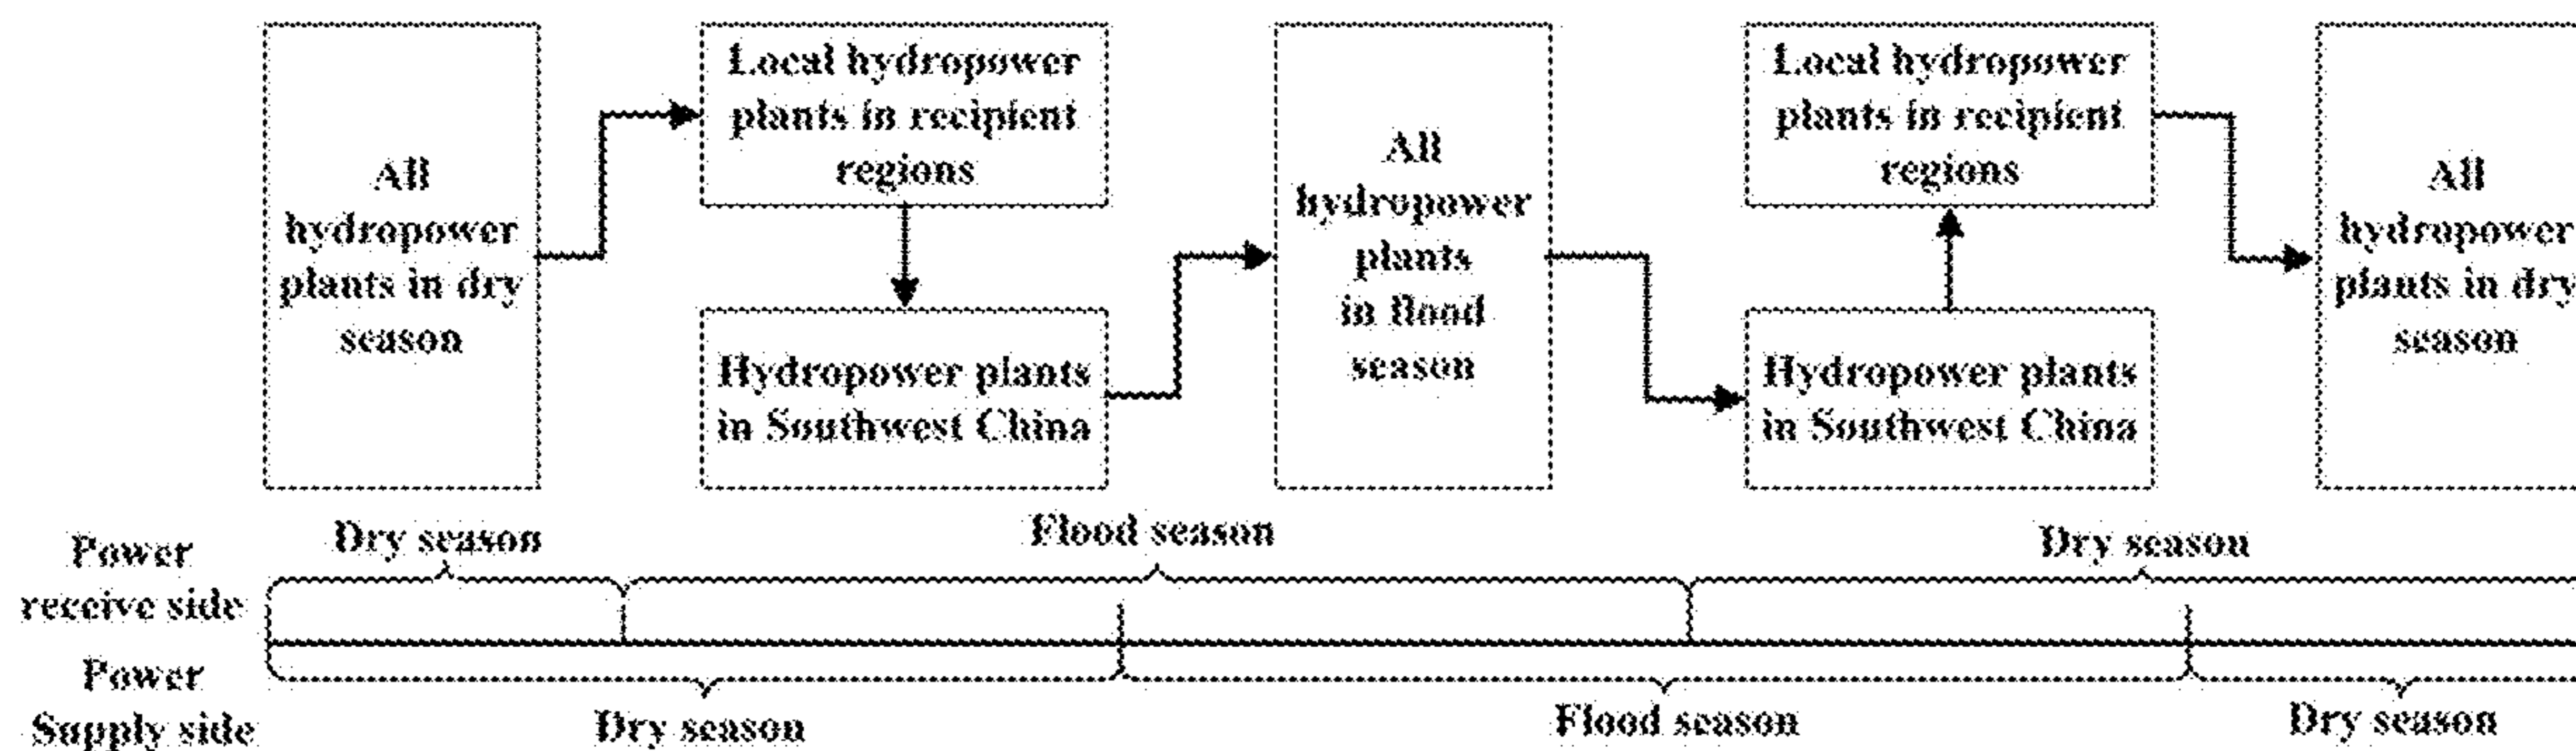 All
hydropower
plants in dry
season
Local hydropower
plants in recipient
regions
Hydropower plants
in Southwest China
All
hydropower
plants
in flood
season
Local hydropower
plants in recipient
regions
Hydropower plants
in Southwest China
All
hydropower
plants in dry
season
Power
receive side
Dry season
Flood season
Dry season
Power
Supply side
Dry season
Flood season
Dry season